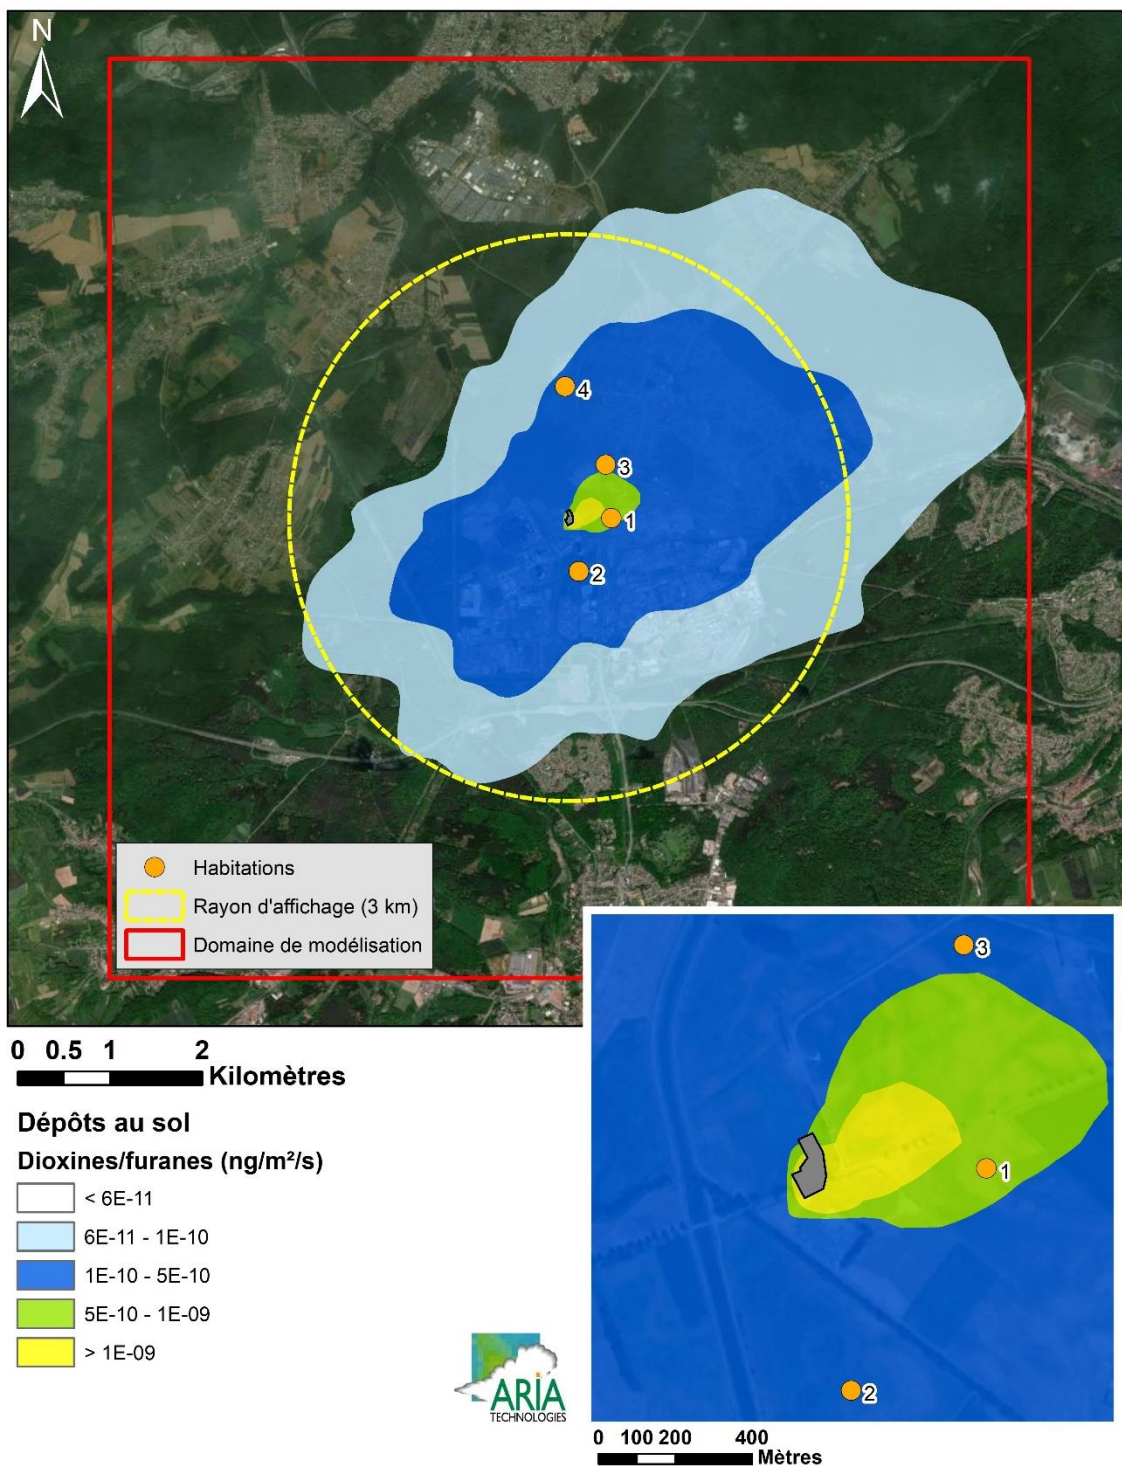 N
4
3
1
2
Habitations
Rayon d'affichage (3 km)
Domaine de modélisation
0 0.5 1 2
Kilomètres
Dépôts au sol
Dioxines/furanes (ng/m²/s)
< 6E-11
6E-11 - 1E-10
1E-10 - 5E-10
5E-10 - 1E-09
> 1E-09
ARIA
TECHNOLOGIES
3
1
2
0 100 200 400
Mètres